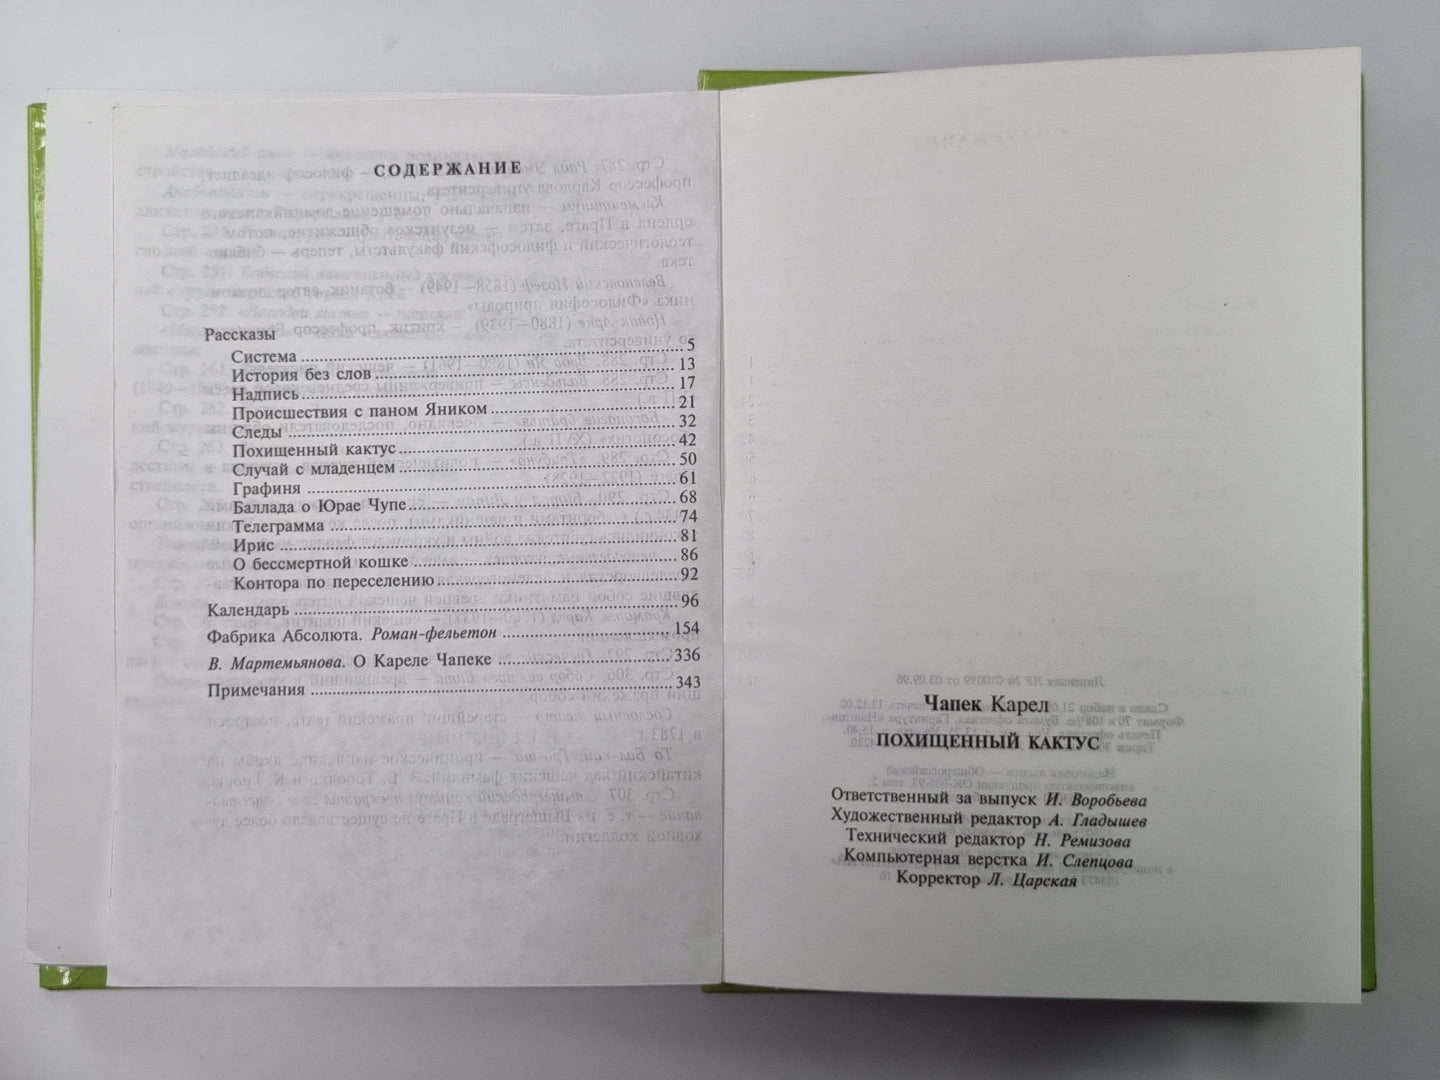 СОДЕРЖАНИЕ
Рассказы
Система ........ 5
История без слов ........ 13
Надпись ........ 17
Происшествия с паном Яником ........ 21
Следы ........ 32
Похищенный кактус ........ 42
Случай с младенцем ........ 50
Графиня ........ 61
Баллада о Юрае Чупе ........ 68
Телеграмма ........ 74
Ирис ........ 81
О бессмертной кошке ........ 86
Контора по переселению ........ 92
Календарь ........ 96
Фабрика Абсолюта. Роман-фельетон ........ 154
В. Мартемьянова. О Кареле Чапеке ........ 336
Примечания ........ 343
Чапек Карел
ПОХИЩЕННЫЙ КАКТУС
Ответственный за выпуск И. Воробьева
Художественный редактор А. Гладышев
Технический редактор Н. Ремизова
Компьютерная верстка И. Слепцова
Корректор Л. Царская